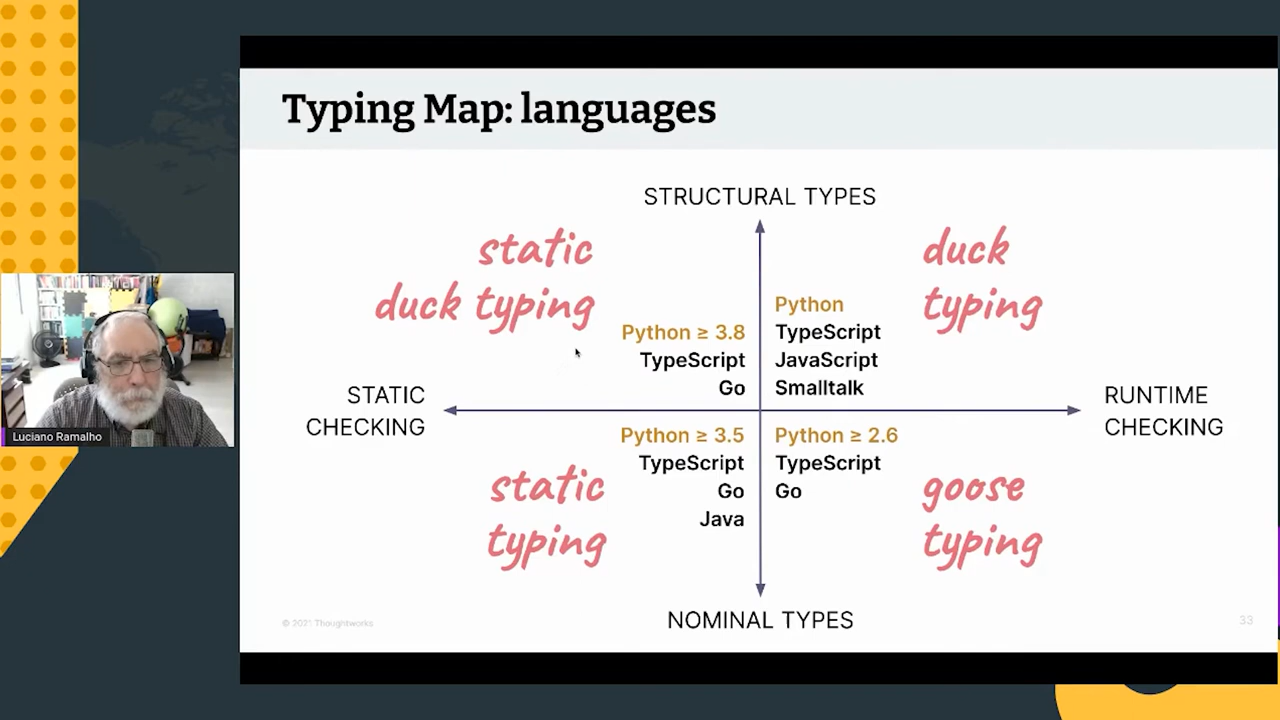 Typing Map: languages
STRUCTURAL TYPES
static
duck typing
duck
typing
Python ≥ 3.8
TypeScript
Go
Python
TypeScript
JavaScript
Smalltalk
STATIC
CHECKING
RUNTIME
CHECKING
Python ≥ 3.5
TypeScript
Go
Java
Python ≥ 2.6
TypeScript
Go
static
typing
goose
typing
NOMINAL TYPES
© 2021 Thoughtworks
33
Luciano Ramalho